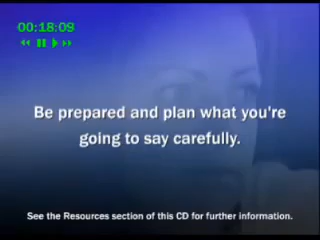 00:18:09
Be prepared and plan what you're
going to say carefully.
See the Resources section of this CD for further information.